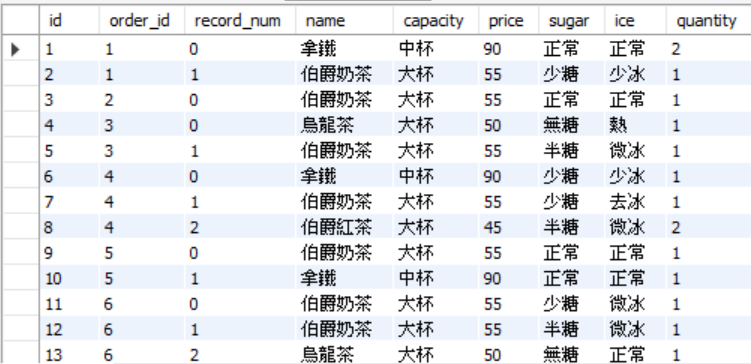 id order_id record_num name capacity price sugar ice quantity
1 1 0 拿鐵 中杯 90 正常 正常 2
2 1 1 伯爵奶茶 大杯 55 少糖 少冰 1
3 2 0 伯爵奶茶 大杯 55 正常 正常 1
4 3 0 烏龍茶 大杯 50 無糖 熱 1
5 3 1 伯爵奶茶 大杯 55 半糖 微冰 1
6 4 0 拿鐵 中杯 90 少糖 少冰 1
7 4 1 伯爵奶茶 大杯 55 少糖 去冰 1
8 4 2 伯爵紅茶 大杯 45 半糖 微冰 2
9 5 0 伯爵奶茶 大杯 55 正常 正常 1
10 5 1 拿鐵 中杯 90 正常 正常 1
11 6 0 伯爵奶茶 大杯 55 少糖 微冰 1
12 6 1 伯爵奶茶 大杯 55 半糖 微冰 1
13 6 2 烏龍茶 大杯 50 無糖 正常 1